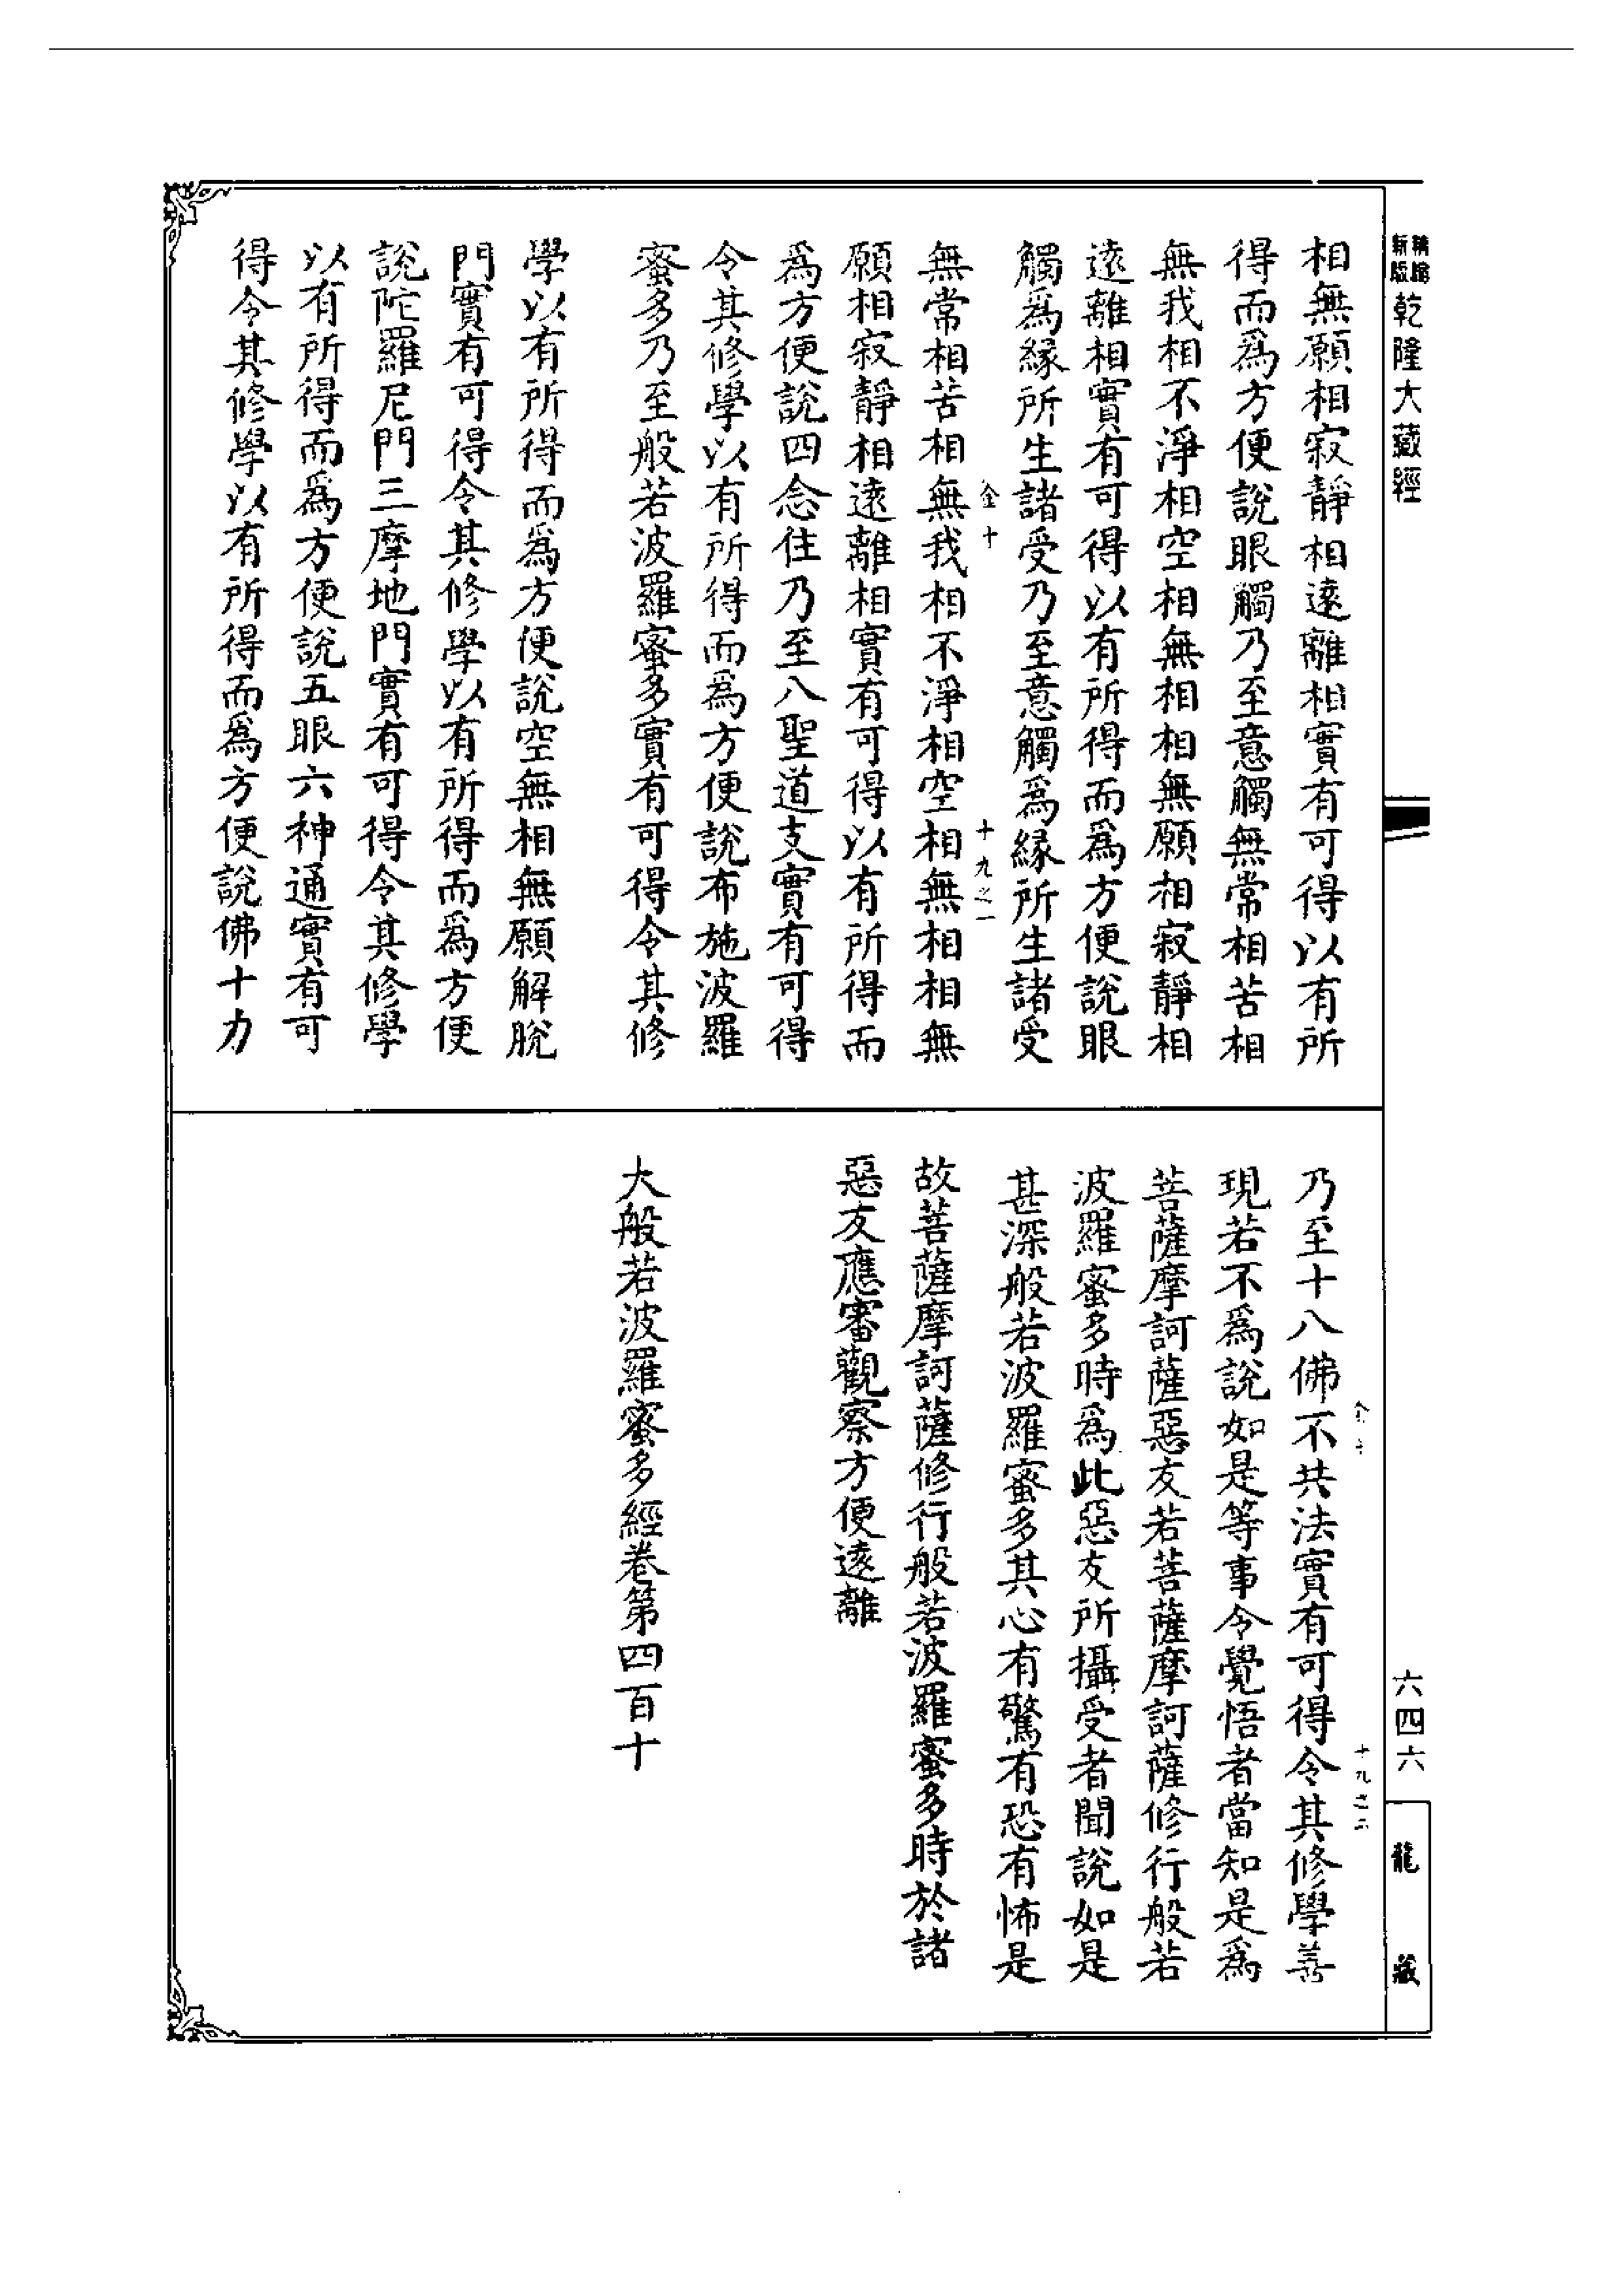 精繪
新版
乾隆大藏經
相無願相寂靜相遠離相實有可得以有所
得而爲方便說眼觸乃至意觸無常相苦相
無我相不淨相空相無相相無願相寂靜相
遠離相實有可得以有所得而爲方便說眼
觸爲緣所生諸受乃至意觸爲緣所生諸受
十九之一
無常相苦相無我相不淨相空相無相相無
願相寂靜相遠離相實有可得以有所得而
爲方便說四念住乃至八聖道支實有可得
令其修學以有所得而爲方便說布施波羅
蜜多乃至般若波羅蜜多實有可得令其修
學以有所得而爲方便說空無相無願解脫
門實有可得令其修學以有所得而爲方便
說陀羅尼門三摩地門實有可得令其修學
以有所得而爲方便說五眼六神通實有可
得令其修學以有所得而爲方便說佛十力
乃至十八佛不共法實有可得令其修學善
現若不爲說如是等事令覺悟者當知是爲
菩薩摩訶薩惡友若菩薩摩訶薩修行般若
波羅蜜多時爲此惡友所攝受者聞說如是
甚深般若波羅蜜多其心有驚有恐有怖是
故菩薩摩訶薩修行般若波羅蜜多時於諸
惡友應審觀察方便遠離
大般若波羅蜜多經卷第四百十
六四六
龍藏